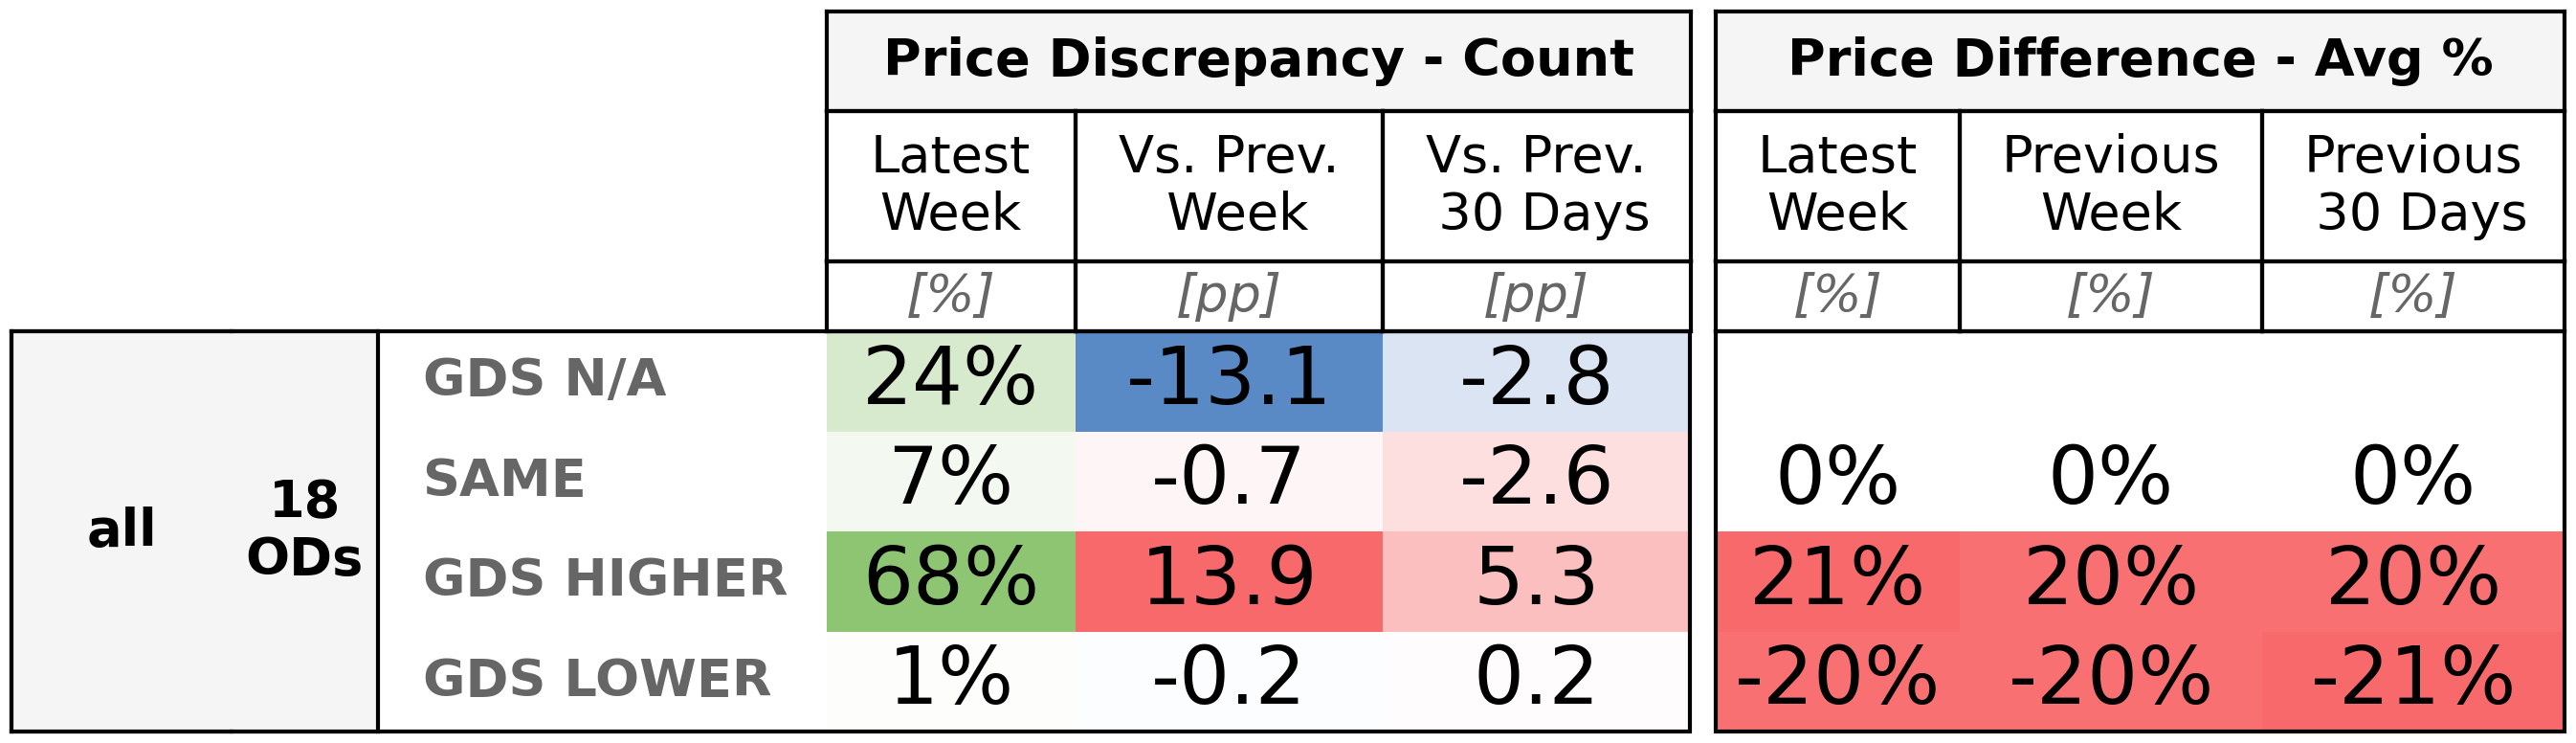 Price Discrepancy - Count Price Difference - Avg %
Latest Week Vs. Prev. Week Vs. Prev. 30 Days Latest Week Previous Week Previous 30 Days
[%] [pp] [pp] [%] [%] [%]
all 18 ODs
GDS N/A 24% -13.1 -2.8
SAME 7% -0.7 -2.6 0% 0% 0%
GDS HIGHER 68% 13.9 5.3 21% 20% 20%
GDS LOWER 1% -0.2 0.2 -20% -20% -21%